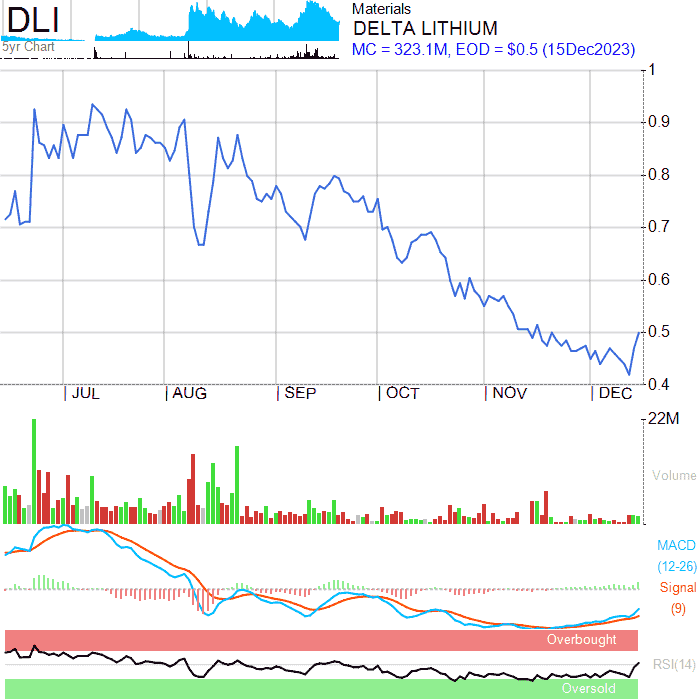 DLI
5yr Chart
Materials
DELTA LITHIUM
MC = 323.1M, EOD = $0.5 (15Dec2023)
1
0.9
0.8
0.7
0.6
0.5
0.4
JUL
AUG
SEP
OCT
NOV
DEC
22M
Volume
MACD
(12-26)
Signal
(9)
Overbought
RSI(14)
Oversold